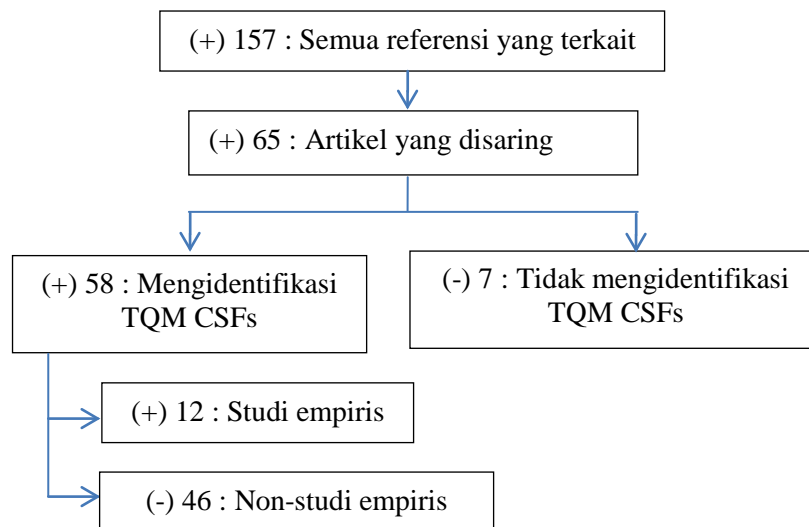 (+) 157 : Semua referensi yang terkait
(+) 65 : Artikel yang disaring
(+) 58 : Mengidentifikasi
TQM CSFs
(-) 7 : Tidak mengidentifikasi
TQM CSFs
(+) 12 : Studi empiris
(-) 46 : Non-studi empiris